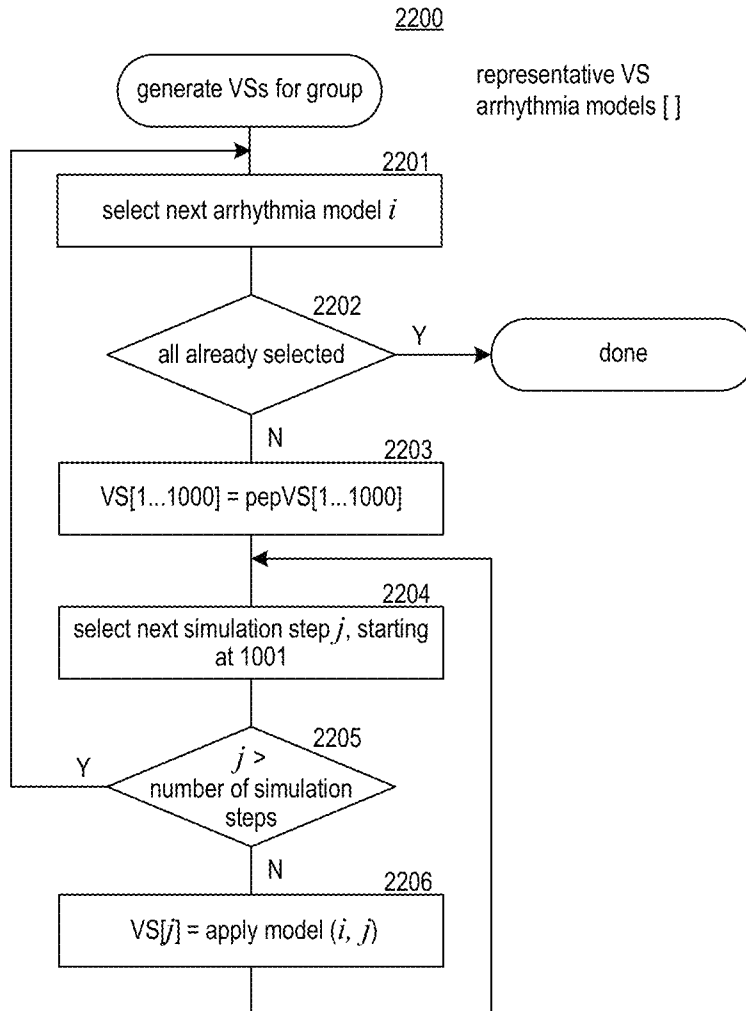 2200
generate VSs for group
representative VS
arrhythmia models [ ]
2201
select next arrhythmia model i
2202
all already selected
Y
done
N
2203
VS[1...1000] = pepVS[1...1000]
2204
select next simulation step j, starting
at 1001
2205
j >
number of simulation
steps
Y
N
2206
VS[j] = apply model (i, j)